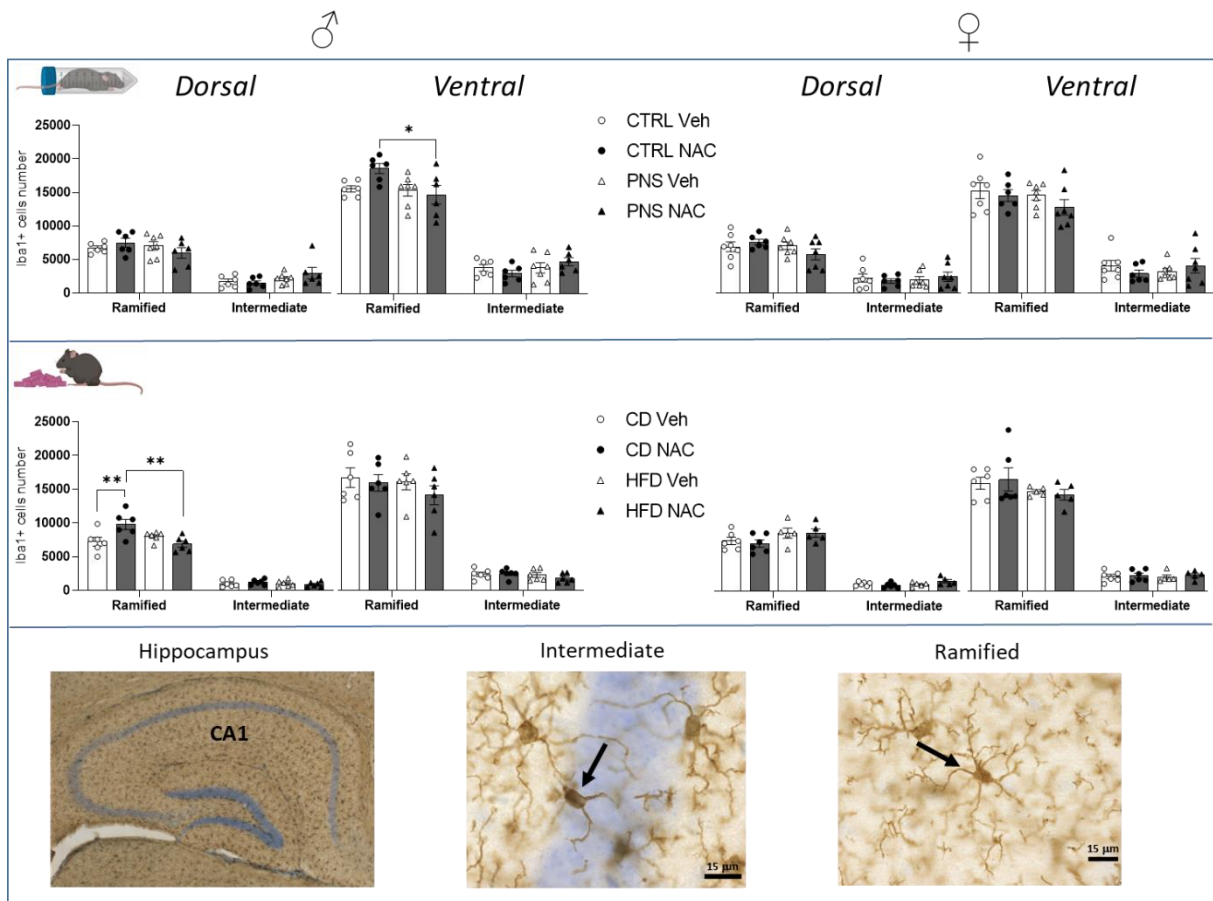 ♂ ♀
Dorsal Ventral Dorsal Ventral
25000
20000
15000
10000
5000
0
Iba1+ cells number
*
○ CTRL Veh
● CTRL NAC
△ PNS Veh
▲ PNS NAC
Ramified Intermediate Ramified Intermediate Ramified Intermediate Ramified Intermediate
25000
20000
15000
10000
5000
0
Iba1+ cells number
** **
○ CD Veh
● CD NAC
△ HFD Veh
▲ HFD NAC
Ramified Intermediate Ramified Intermediate Ramified Intermediate Ramified Intermediate
Hippocampus Intermediate Ramified
CA1
15 μm 15 μm